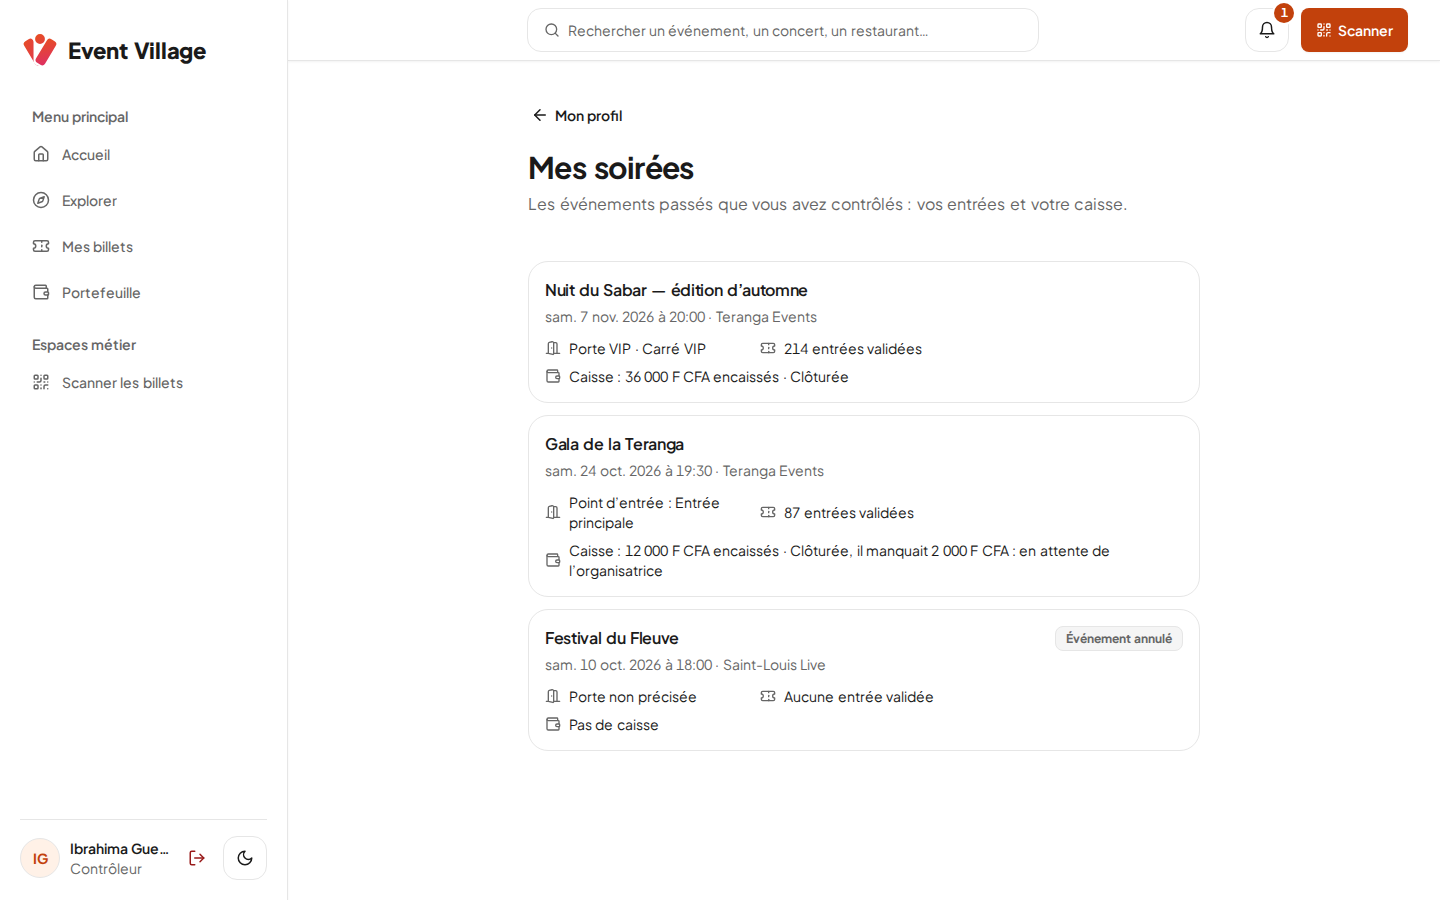 Event Village
Menu principal
Accueil
Explorer
Mes billets
Portefeuille
Espaces métier
Scanner les billets
IG
Ibrahima Gue…
Contrôleur
Rechercher un événement, un concert, un restaurant…
1
Scanner
Mon profil
Mes soirées
Les événements passés que vous avez contrôlés : vos entrées et votre caisse.
Nuit du Sabar — édition d’automne
sam. 7 nov. 2026 à 20:00 · Teranga Events
Porte VIP · Carré VIP
214 entrées validées
Caisse : 36 000 F CFA encaissés · Clôturée
Gala de la Teranga
sam. 24 oct. 2026 à 19:30 · Teranga Events
Point d’entrée : Entrée
principale
87 entrées validées
Caisse : 12 000 F CFA encaissés · Clôturée, il manquait 2 000 F CFA : en attente de
l’organisatrice
Festival du Fleuve
Événement annulé
sam. 10 oct. 2026 à 18:00 · Saint-Louis Live
Porte non précisée
Aucune entrée validée
Pas de caisse